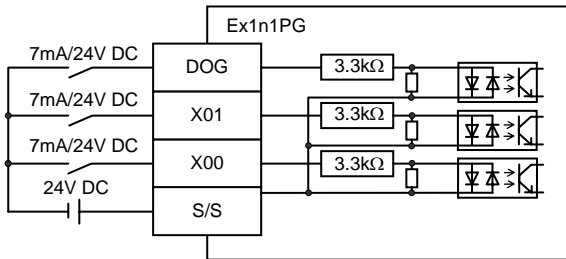 Ex1n1PG
7mA/24V DC
DOG
3.3kΩ
7mA/24V DC
X01
3.3kΩ
7mA/24V DC
X00
3.3kΩ
24V DC
S/S